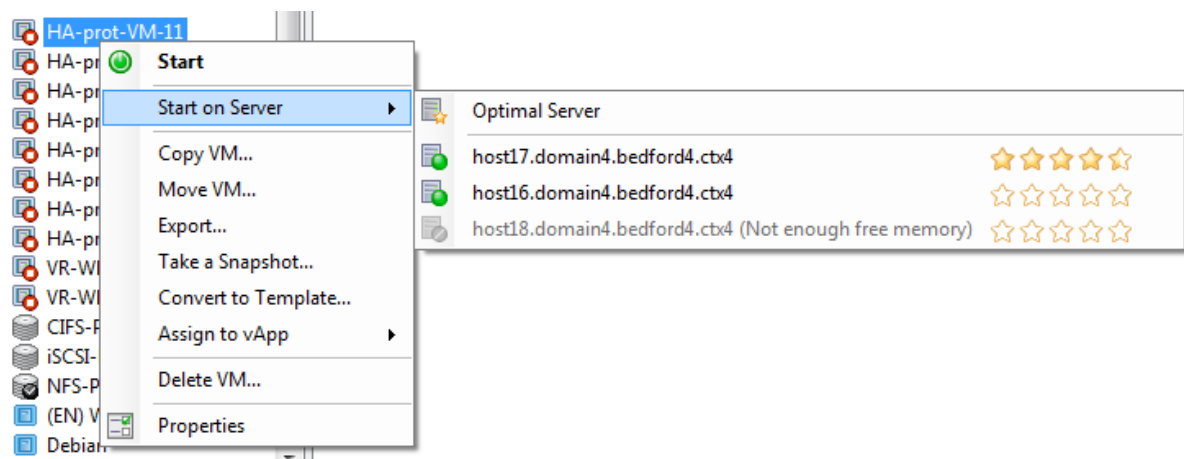 HA-prot-VM-11
HA-pr
Start
HA-pr
HA-pr
Start on Server
Optimal Server
HA-pr
Copy VM...
host17.domain4.bedford4.ctx4
HA-pr
Move VM...
host16.domain4.bedford4.ctx4
HA-pr
Export...
host18.domain4.bedford4.ctx4 (Not enough free memory)
HA-pr
VR-WI
Take a Snapshot...
VR-WI
Convert to Template...
CIFS-P
Assign to vApp
iSCSI-
NFS-P
Delete VM...
(EN) W
Properties
Debian